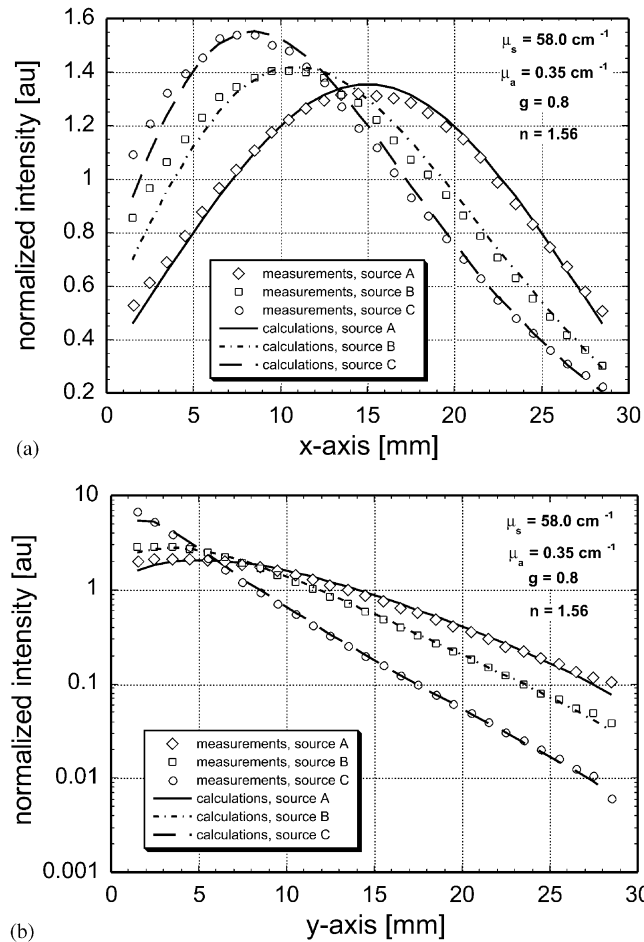 1.6
1.4
1.2
1
0.8
0.6
0.4
0.2
normalized intensity [au]
μs = 58.0 cm -1
μa = 0.35 cm -1
g = 0.8
n = 1.56
measurements, source A
measurements, source B
measurements, source C
calculations, source A
calculations, source B
calculations, source C
0 5 10 15 20 25 30
x-axis [mm]
(a)
10
1
0.1
0.01
0.001
normalized intensity [au]
μs = 58.0 cm -1
μa = 0.35 cm -1
g = 0.8
n = 1.56
measurements, source A
measurements, source B
measurements, source C
calculations, source A
calculations, source B
calculations, source C
0 5 10 15 20 25 30
y-axis [mm]
(b)